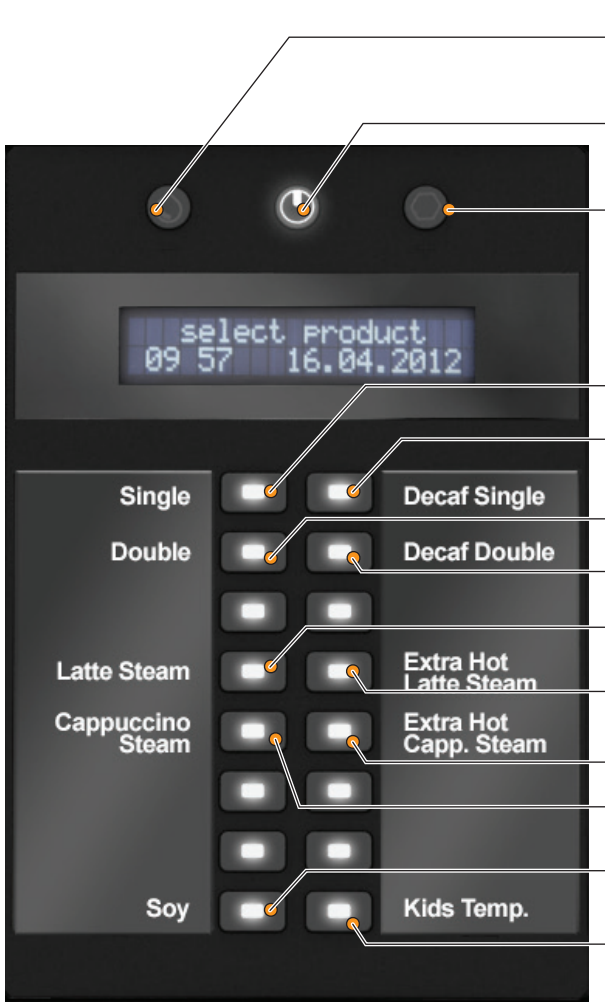 select product
09 57 16.04.2012
Single
Decaf Single
Double
Decaf Double
Latte Steam
Extra Hot
Latte Steam
Cappuccino
Steam
Extra Hot
Capp. Steam
Soy
Kids Temp.